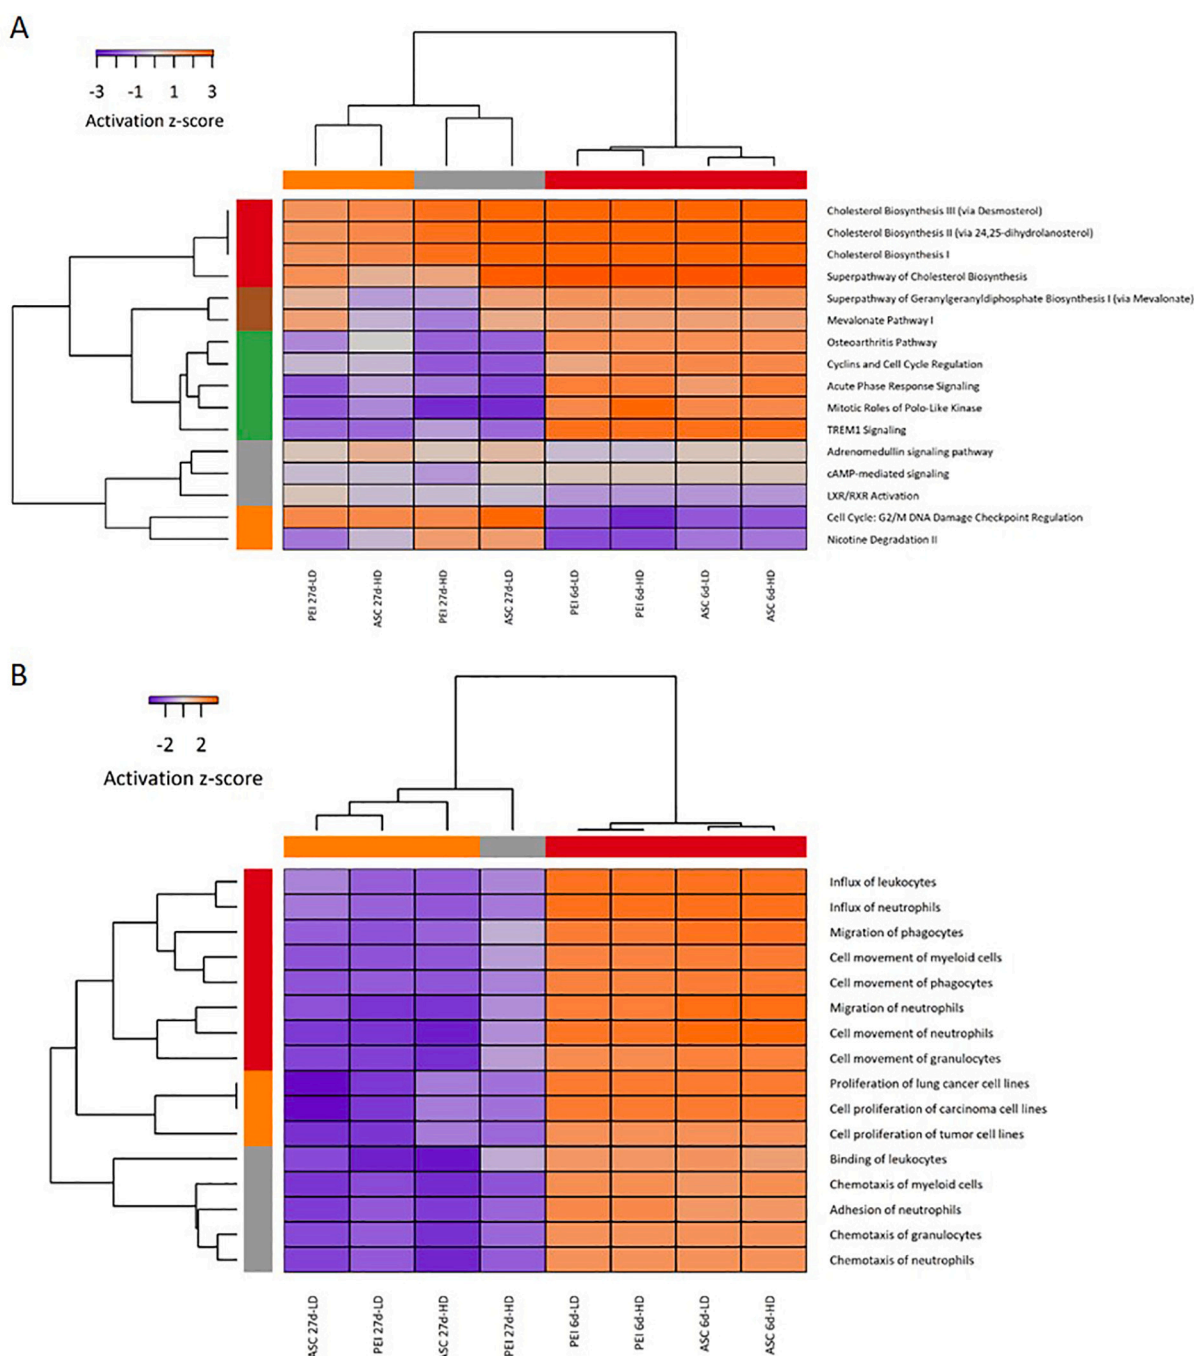 A
-3 -1 1 3
Activation z-score
Cholesterol Biosynthesis III (via Desmosterol)
Cholesterol Biosynthesis II (via 24,25-dihydrolanosterol)
Cholesterol Biosynthesis I
Superpathway of Cholesterol Biosynthesis
Superpathway of Geranylgeranyldiphosphate Biosynthesis I (via Mevalonate)
Mevalonate Pathway I
Osteoarthritis Pathway
Cyclins and Cell Cycle Regulation
Acute Phase Response Signaling
Mitotic Roles of Polo-Like Kinase
TREM1 Signaling
Adrenomedullin signaling pathway
cAMP-mediated signaling
LXR/RXR Activation
Cell Cycle: G2/M DNA Damage Checkpoint Regulation
Nicotine Degradation II
PEI 27d-LD
ASC 27d-HD
PEI 27d-HD
ASC 27d-LD
PEI 6d-LD
PEI 6d-HD
ASC 6d-LD
ASC 6d-HD
B
-2 2
Activation z-score
Influx of leukocytes
Influx of neutrophils
Migration of phagocytes
Cell movement of myeloid cells
Cell movement of phagocytes
Migration of neutrophils
Cell movement of neutrophils
Cell movement of granulocytes
Proliferation of lung cancer cell lines
Cell proliferation of carcinoma cell lines
Cell proliferation of tumor cell lines
Binding of leukocytes
Chemotaxis of myeloid cells
Adhesion of neutrophils
Chemotaxis of granulocytes
Chemotaxis of neutrophils
ASC 27d-LD
PEI 27d-LD
ASC 27d-HD
PEI 27d-HD
PEI 6d-LD
PEI 6d-HD
ASC 6d-LD
ASC 6d-HD